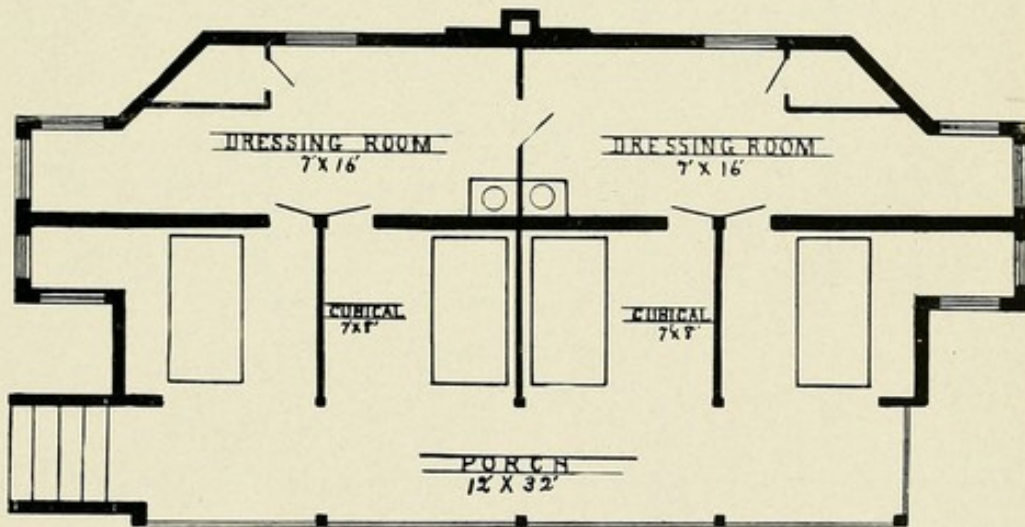 DRESSING ROOM
7' X 16'
DRESSING ROOM
7' X 16'
CUBICAL
7'X8'
CUBICAL
7'X8'
PORCH
12' X 32'